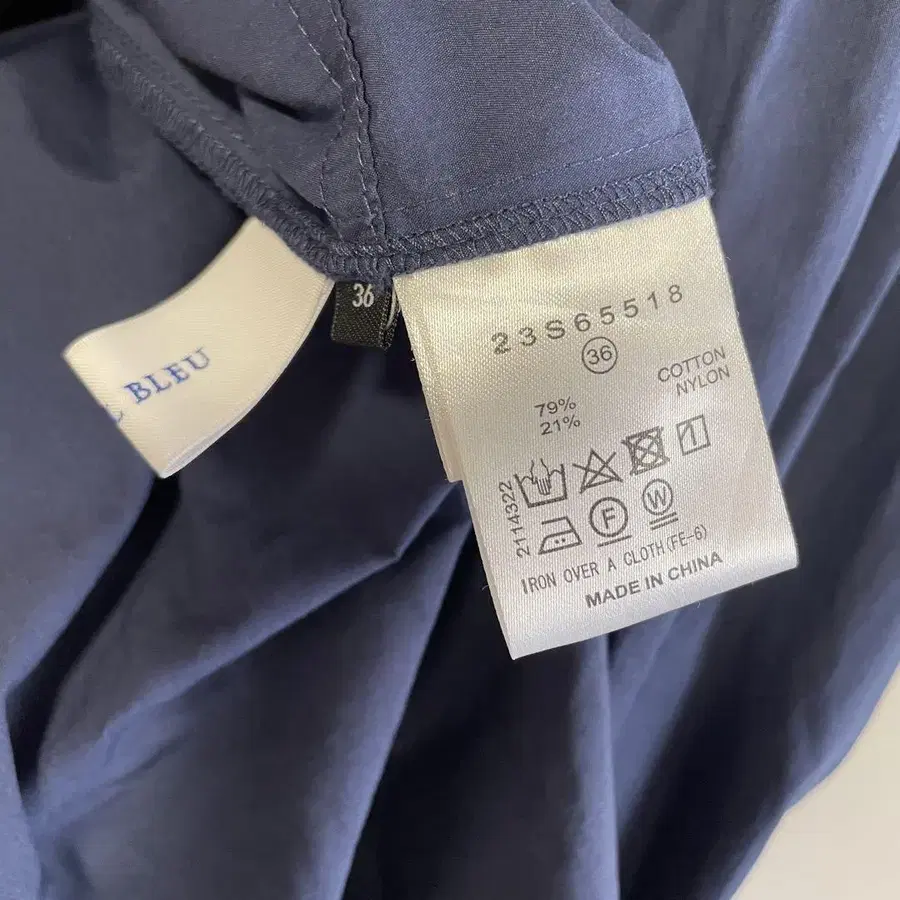 36
BLEU
23S65518
36
79% COTTON
21% NYLON
2114322
F
W
IRON OVER A CLOTH(FE-6)
MADE IN CHINA